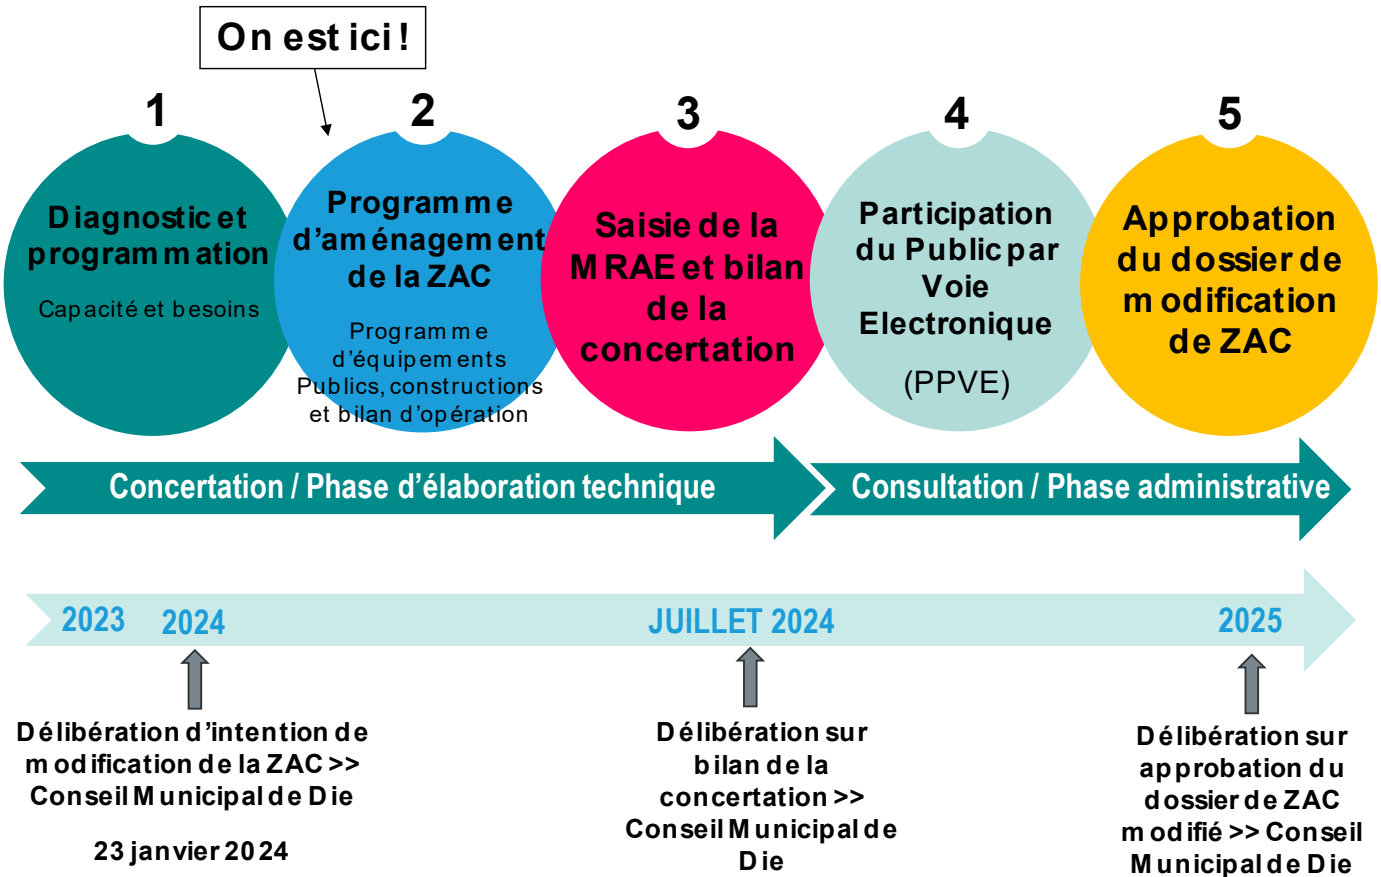 On est ici !
1
Diagnostic et
programmation
Capacité et besoins
2
Programme
d’aménagement
de la ZAC
Programme
d’équipements
Publics, constructions
et bilan d’opération
3
Saisie de la
MRAE et bilan
de la
concertation
4
Participation
du Public par
Voie
Electronique
(PPVE)
5
Approbation
du dossier de
modification
de ZAC
Concertation / Phase d’élaboration technique
Consultation / Phase administrative
2023
2024
JUILLET 2024
2025
Délibération d’intention de
modification de la ZAC >>
Conseil Municipal de Die
23 janvier 2024
Délibération sur
bilan de la
concertation >>
Conseil Municipal de
Die
Délibération sur
approbation du
dossier de ZAC
modifié >> Conseil
Municipal de Die